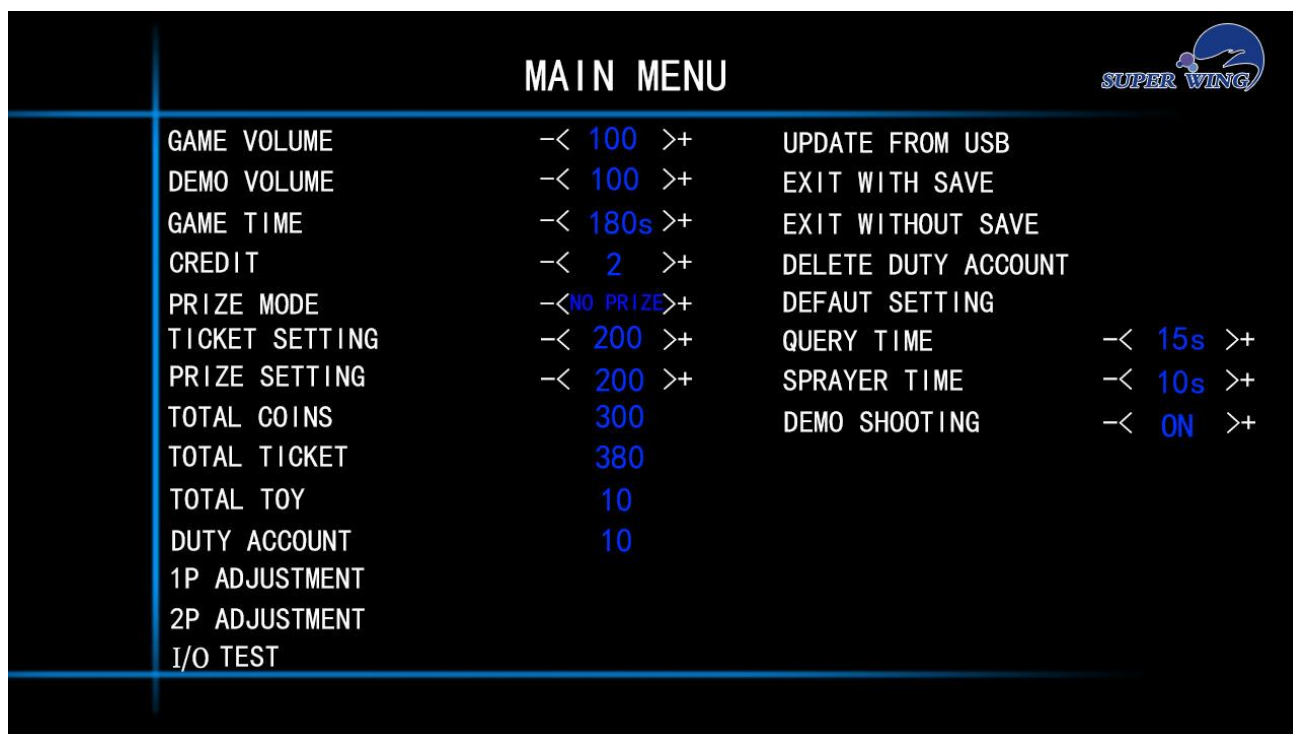 MAIN MENU
SUPER WING
GAME VOLUME -< 100 >+
DEMO VOLUME -< 100 >+
GAME TIME -< 180s >+
CREDIT -< 2 >+
PRIZE MODE -<NO PRIZE>+
TICKET SETTING -< 200 >+
PRIZE SETTING -< 200 >+
TOTAL COINS 300
TOTAL TICKET 380
TOTAL TOY 10
DUTY ACCOUNT 10
1P ADJUSTMENT
2P ADJUSTMENT
I/O TEST
UPDATE FROM USB
EXIT WITH SAVE
EXIT WITHOUT SAVE
DELETE DUTY ACCOUNT
DEFAUT SETTING
QUERY TIME -< 15s >+
SPRAYER TIME -< 10s >+
DEMO SHOOTING -< ON >+